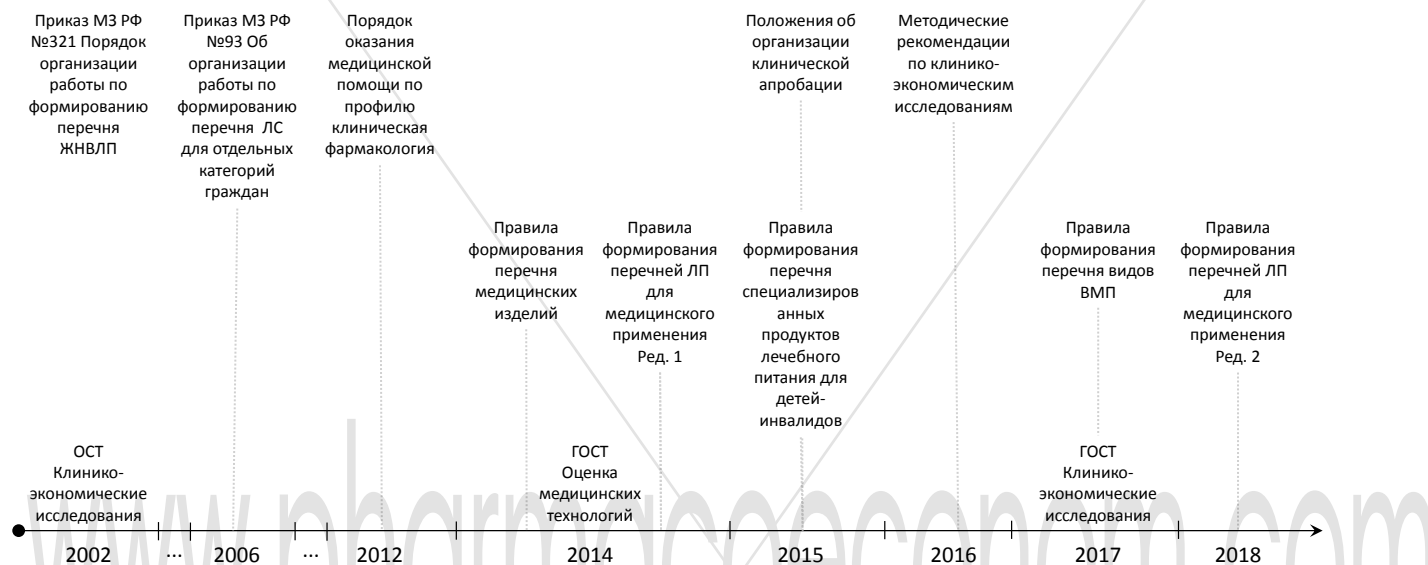 Приказ МЗ РФ
№321 Порядок
организации
работы по
формированию
перечня
ЖНВЛП
Приказ МЗ РФ
№93 Об
организации
работы по
формированию
перечня ЛС
для отдельных
категорий
граждан
Порядок
оказания
медицинской
помощи по
профилю
клиническая
фармакология
Положения об
организации
клинической
апробации
Методические
рекомендации
по клинико-
экономическим
исследованиям
Правила
формирования
перечня
медицинских
изделий
Правила
формирования
перечней ЛП
для
медицинского
применения
Ред. 1
Правила
формирования
перечня
специализиров
анных
продуктов
лечебного
питания для
детей-
инвалидов
Правила
формирования
перечня видов
ВМП
Правила
формирования
перечней ЛП
для
медицинского
применения
Ред. 2
ОСТ
Клинико-
экономические
исследования
ГОСТ
Оценка
медицинских
технологий
ГОСТ
Клинико-
экономические
исследования
2002 ... 2006 ... 2012 2014 2015 2016 2017 2018
www.pharmacoeconom.com